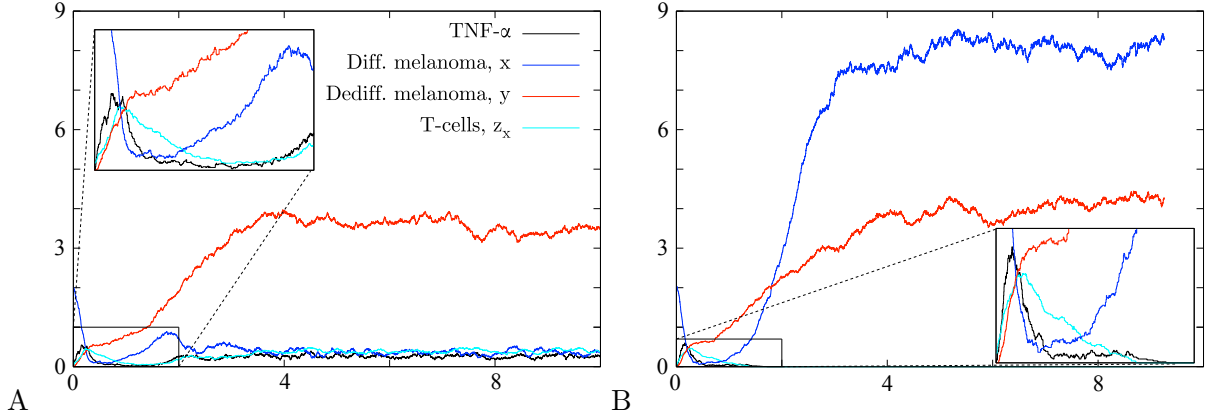 9
6
3
0
0
4
8
TNF-α
Diff. melanoma, x
Dediff. melanoma, y
T-cells, z_x
A
9
6
3
0
0
4
8
B